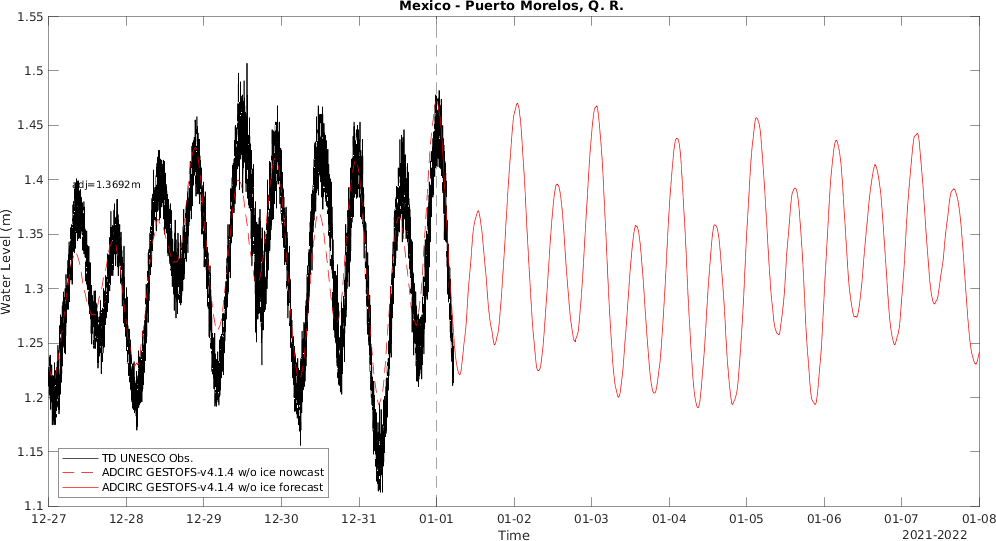 Mexico - Puerto Morelos, Q. R.
1.55
1.5
1.45
1.4
1.35
1.3
1.25
1.2
1.15
1.1
Water Level (m)
adj=1.3692m
TD UNESCO Obs.
ADCIRC GESTOFS-v4.1.4 w/o ice nowcast
ADCIRC GESTOFS-v4.1.4 w/o ice forecast
12-27 12-28 12-29 12-30 12-31 01-01 01-02 01-03 01-04 01-05 01-06 01-07 01-08
Time
2021-2022